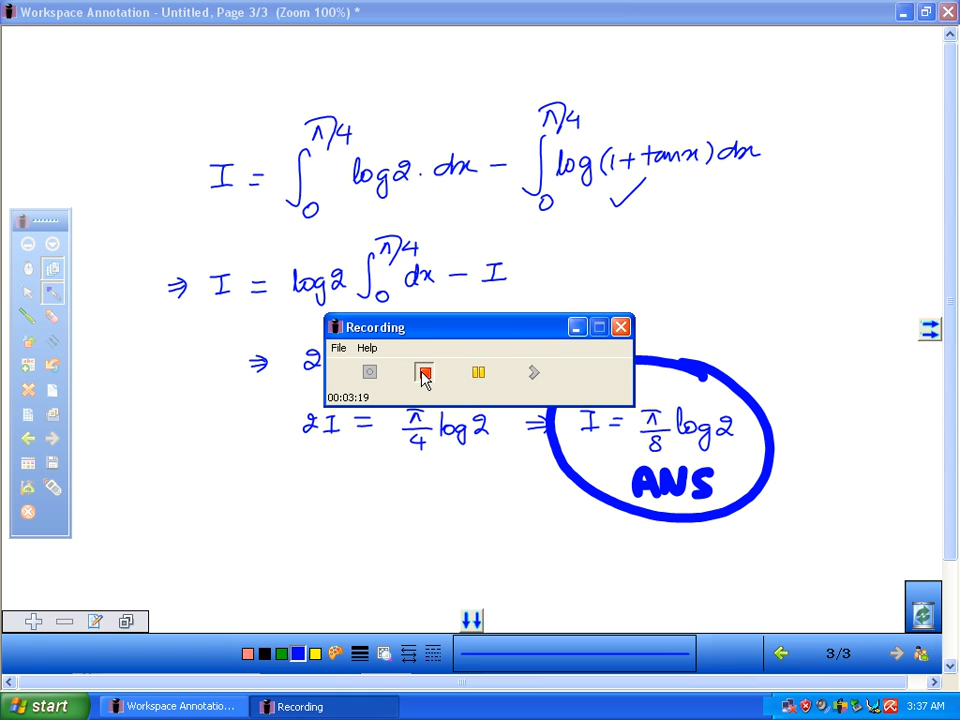 Workspace Annotation - Untitled, Page 3/3 (Zoom 100%) *
I = ∫₀^π/4 log2 · dx − ∫₀^π/4 log(1+tanx) dx ✓
⇒ I = log2 ∫₀^π/4 dx − I
Recording
File Help
00:03:19
⇒ 2
2I = π/4 log2 ⇒ I = π/8 log2
ANS
3/3
start
Workspace Annotatio...
Recording
3:37 AM